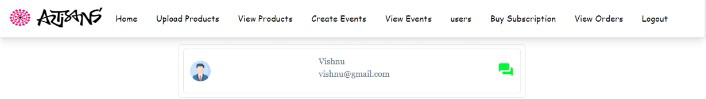 ARTISANS Home Upload Products View Products Create Events View Events users Buy Subscription View Orders Logout
Vishnu
vishnu@gmail.com